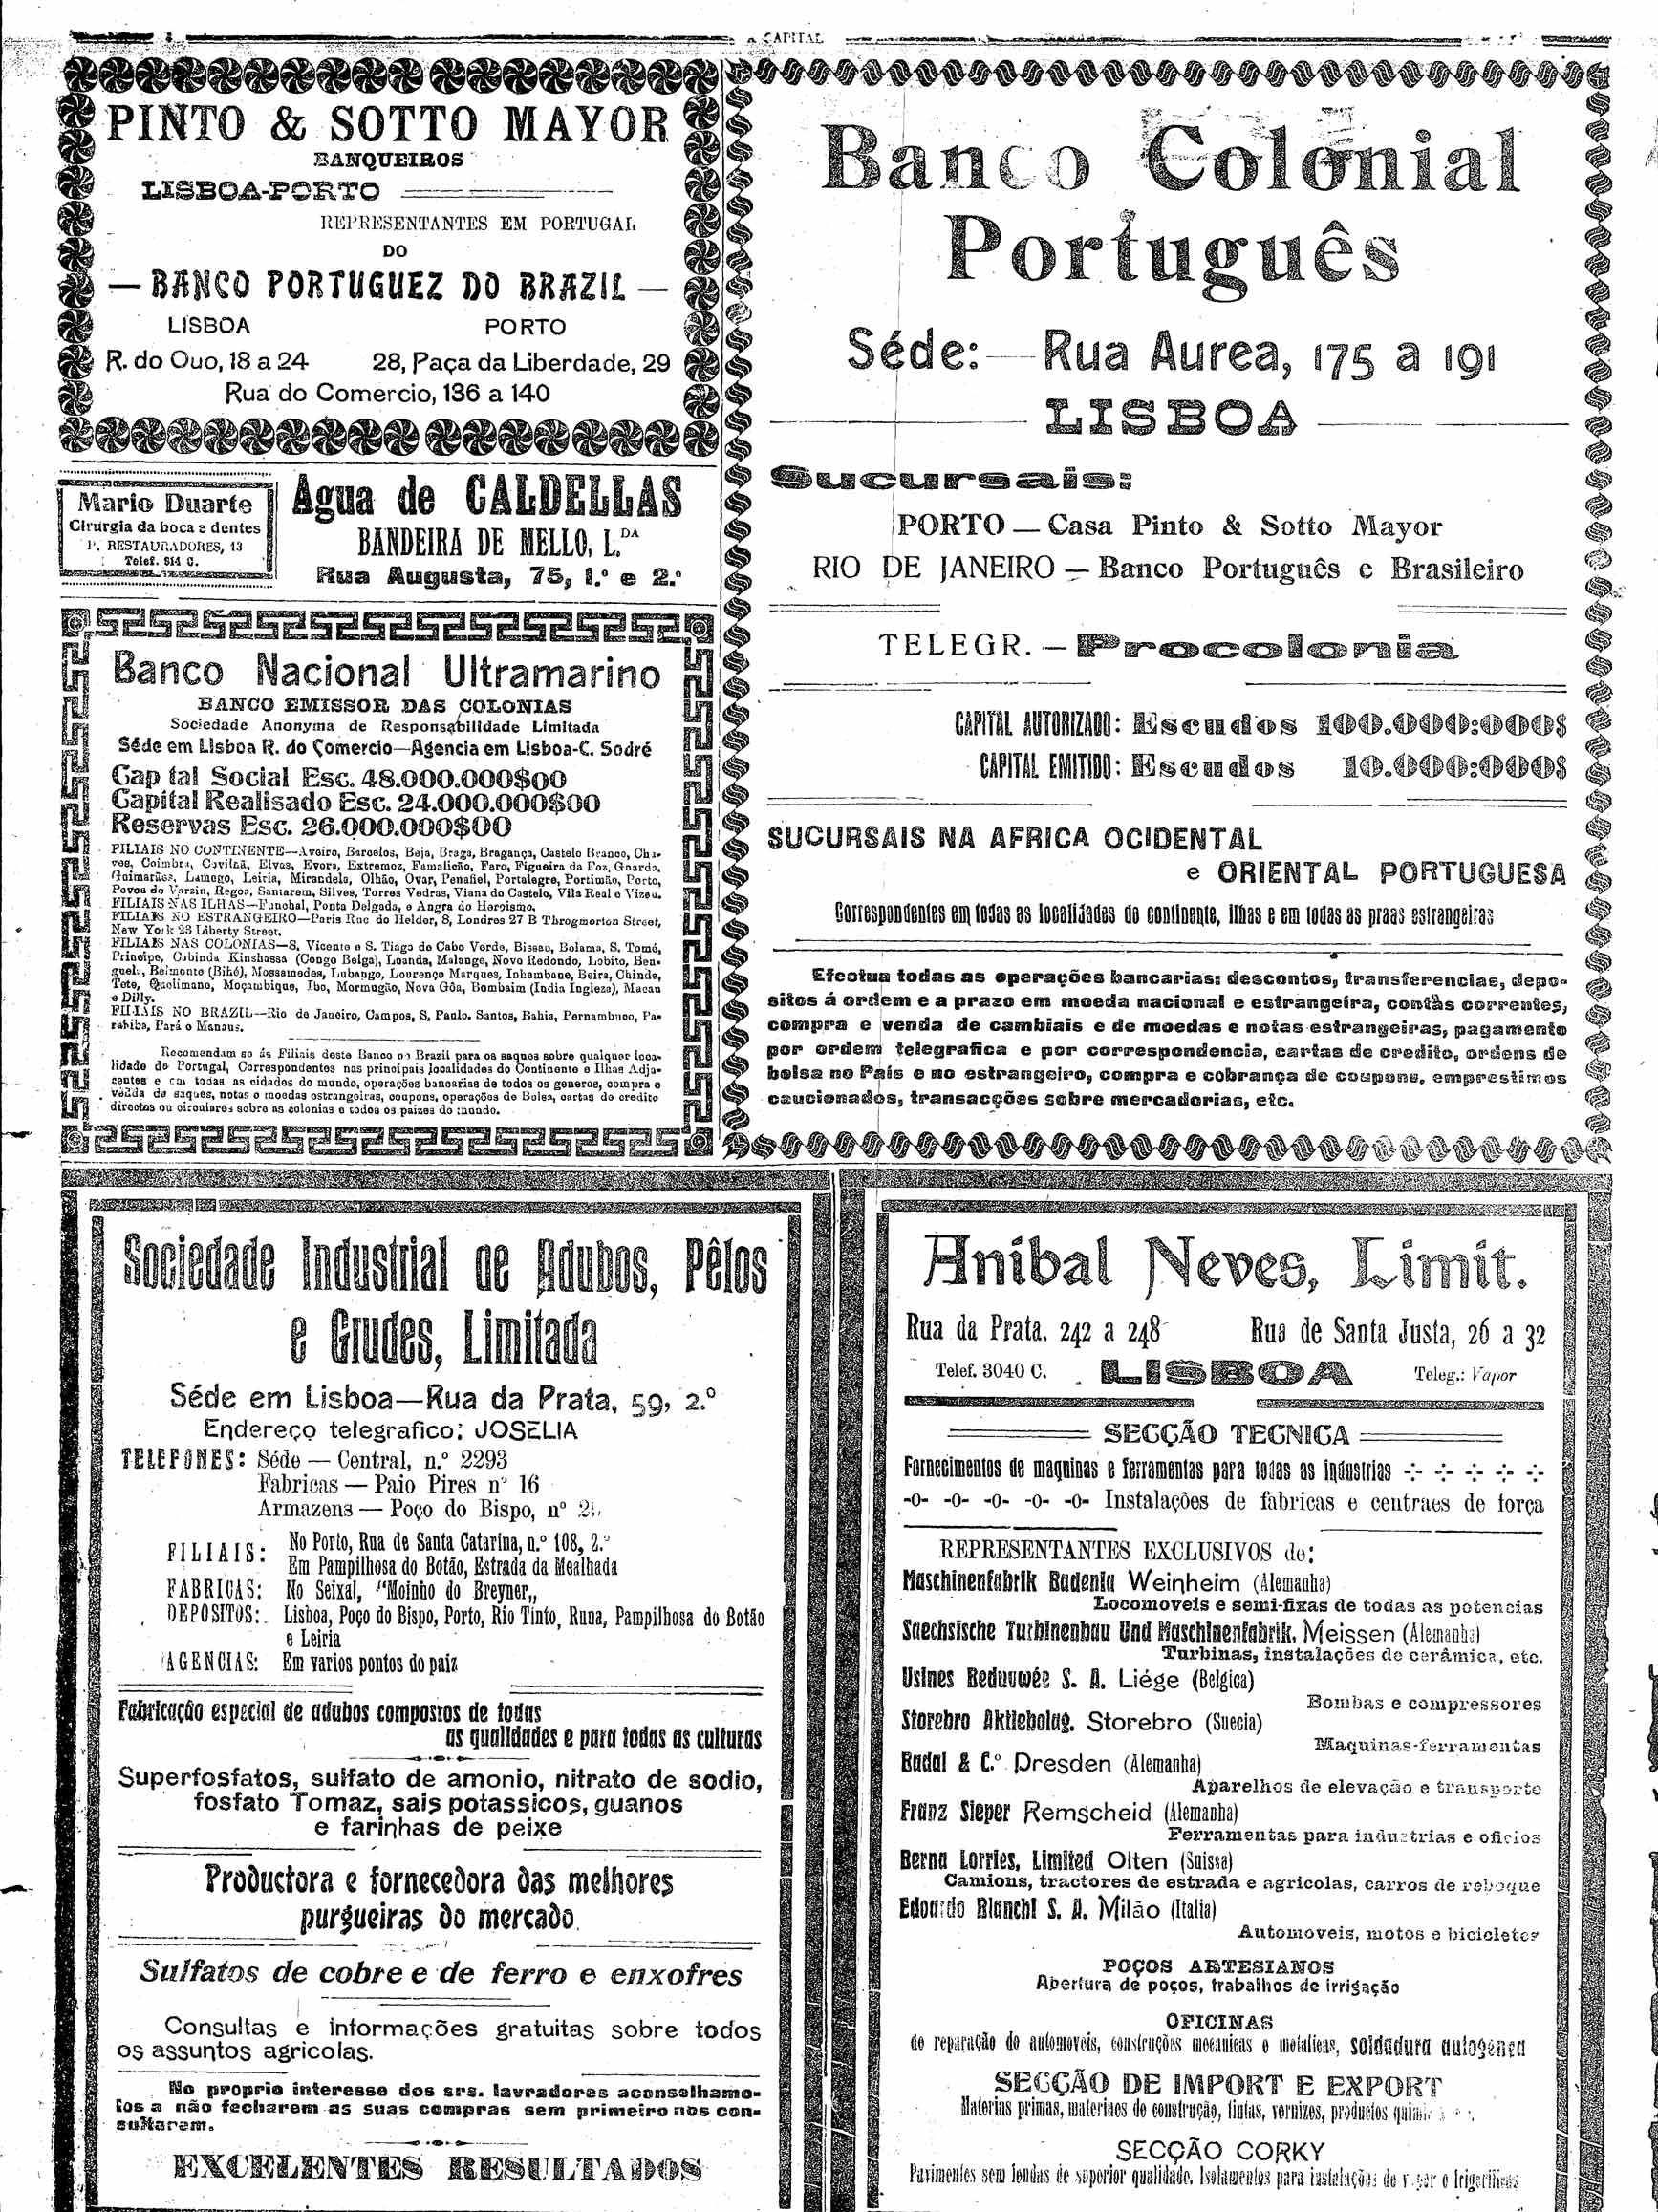 A CAPITAL
PINTO & SOTTO MAYOR
BANQUEIROS
LISBOA-PORTO
REPRESENTANTES EM PORTUGAL
DO
— BANCO PORTUGUEZ DO BRAZIL —
LISBOA PORTO
R. do Ouo, 18 a 24 28, Paça da Liberdade, 29
Rua do Comercio, 136 a 140
Mario Duarte
Cirurgia da boca e dentes
P. RESTAURADORES, 13
Telef. 814 C.
Agua de CALDELLAS
BANDEIRA DE MELLO, L.DA
Rua Augusta, 75, 1.º e 2.º
Banco Nacional Ultramarino
BANCO EMISSOR DAS COLONIAS
Sociedade Anonyma de Responsabilidade Limitada
Séde em Lisboa R. do Comercio—Agencia em Lisboa-C. Sodré
Cap tal Social Esc. 48.000.000$00
Capital Realisado Esc. 24.000.000$00
Reservas Esc. 26.000.000$00
FILIAIS NO CONTINENTE—Aveiro, Barcelos, Beja, Braga, Bragança, Castelo Branco, Cha-
ves, Coimbra, Covilhã, Elvas, Evora, Extremoz, Famalicão, Faro, Figueira da Foz, Guarda,
Guimarães, Lamego, Leiria, Mirandela, Olhão, Ovar, Penafiel, Portalegre, Portimão, Porto,
Povoa do Varzin, Regoa, Santarem, Silves, Torres Vedras, Viana do Castelo, Vila Real e Vizeu.
FILIAIS NAS ILHAS—Funchal, Ponta Delgada, e Angra do Heroismo.
FILIAIS NO ESTRANGEIRO—Paris Rue do Helder, 8, Londres 27 B Throgmorton Street,
New York 23 Liberty Street.
FILIAIS NAS COLONIAS—S. Vicente e S. Tiago de Cabo Verde, Bissau, Bolama, S. Tomé,
Principe, Cabinda Kinshassa (Congo Belga), Loanda, Malange, Novo Redondo, Lobito, Ben-
guela, Belmonte (Bihé), Mossamedes, Lubango, Lourenço Marques, Inhambane, Beira, Chinde,
Tete, Quelimane, Moçambique, Ibo, Mormugão, Nova Gôa, Bombaim (India Ingleza), Macau
e Dilly.
FILIAIS NO BRAZIL—Rio de Janeiro, Campos, S. Paulo, Santos, Bahia, Pernambuco, Pa-
rahiba, Pará e Manaus.
Recomendam se ás Filiais deste Banco no Brazil para os saques sobre qualquer loca-
lidade de Portugal, Correspondentes nas principais localidades do Continente e Ilhas Adja-
centes e em todas as cidades do mundo, operações bancarias de todos os generos, compra e
venda de saques, notas e moedas estrangeiras, coupons, operações de Bolsa, cartas de credito
directas ou circulares sobre as colonias e todos os paizes do mundo.
Banco Colonial
Português
Séde:—Rua Aurea, 175 a 191
LISBOA
Sucursais:
PORTO — Casa Pinto & Sotto Mayor
RIO DE JANEIRO — Banco Português e Brasileiro
TELEGR. — Procolonia
CAPITAL AUTORIZADO: Escudos 100.000:000$
CAPITAL EMITIDO: Escudos 10.000:000$
SUCURSAIS NA AFRICA OCIDENTAL
e ORIENTAL PORTUGUESA
Correspondentes em todas as localidades do continente, ilhas e em todas as praas estrangeiras
Efectua todas as operações bancarias: descontos, transferencias, depo-
sitos á ordem e a prazo em moeda nacional e estrangeira, contas correntes,
compra e venda de cambiais e de moedas e notas estrangeiras, pagamento
por ordem telegrafica e por correspondencia, cartas de credito, ordens de
bolsa no País e no estrangeiro, compra e cobrança de coupons, emprestimos
caucionados, transacções sobre mercadorias, etc.
Sociedade Industrial de Adubos, Pêlos
e Grudes, Limitada
Séde em Lisboa—Rua da Prata, 59, 2.º
Endereço telegrafico: JOSELIA
TELEFONES: Séde — Central, n.º 2293
Fabricas — Paio Pires nº 16
Armazens — Poço do Bispo, nº
FILIAIS: No Porto, Rua de Santa Catarina, n.º 108, 2.º
Em Pampilhosa do Botão, Estrada da Mealhada
FABRICAS: No Seixal, "Moinho do Breyner„
DEPOSITOS: Lisboa, Poço do Bispo, Porto, Rio Tinto, Runa, Pampilhosa do Botão
e Leiria
AGENCIAS: Em varios pontos do paiz
Fabricação especial de adubos compostos de todas
as qualidades e para todas as culturas
Superfosfatos, sulfato de amonio, nitrato de sodio,
fosfato Tomaz, sais potassicos, guanos
e farinhas de peixe
Productora e fornecedora das melhores
purgueiras do mercado
Sulfatos de cobre e de ferro e enxofres
Consultas e informações gratuitas sobre todos
os assuntos agricolas.
No proprio interesse dos srs. lavradores aconselhamo-
los a não fecharem as suas compras sem primeiro nos con-
sultarem.
EXCELENTES RESULTADOS
Anibal Neves, Limit.
Rua da Prata, 242 a 248 Rua de Santa Justa, 26 a 32
Telef. 3040 C. LISBOA Teleg.: Vapor
SECÇÃO TECNICA
Fornecimentos de maquinas e ferramentas para todas as industrias -:- -:- -:- -:- -:-
-o- -o- -o- -o- -o- Instalações de fabricas e centraes de força
REPRESENTANTES EXCLUSIVOS de:
Maschinenfabrik Badenia Weinheim (Alemanha)
Locomoveis e semi-fixas de todas as potencias
Saechsische Turbinenbau Und Maschinenfabrik, Meissen (Alemanha)
Turbinas, instalações de cerâmica, etc.
Usines Beduwée S. A. Liége (Belgica)
Bombas e compressores
Storebro Aktiebolag. Storebro (Suecia)
Maquinas-ferramentas
Badal & C.º Dresden (Alemanha)
Aparelhos de elevação e transporte
Franz Sieper Remscheid (Alemanha)
Ferramentas para industrias e oficios
Berna Lorries, Limited Olten (Suissa)
Camions, tractores de estrada e agricolas, carros de reboque
Edoardo Bianchi S. A. Milão (Italia)
Automoveis, motos e bicicletes
POÇOS ARTESIANOS
Abertura de poços, trabalhos de irrigação
OFICINAS
de reparação de automoveis, construções mecanicas e metalicas, soldadura autogenea
SECÇÃO DE IMPORT E EXPORT
Materias primas, materiaes de construção, tintas, vernizes, productos
SECÇÃO CORKY
Pavimentos sem fendas de superior qualidade. Isolamentos para instalações de vapor e frigorificas